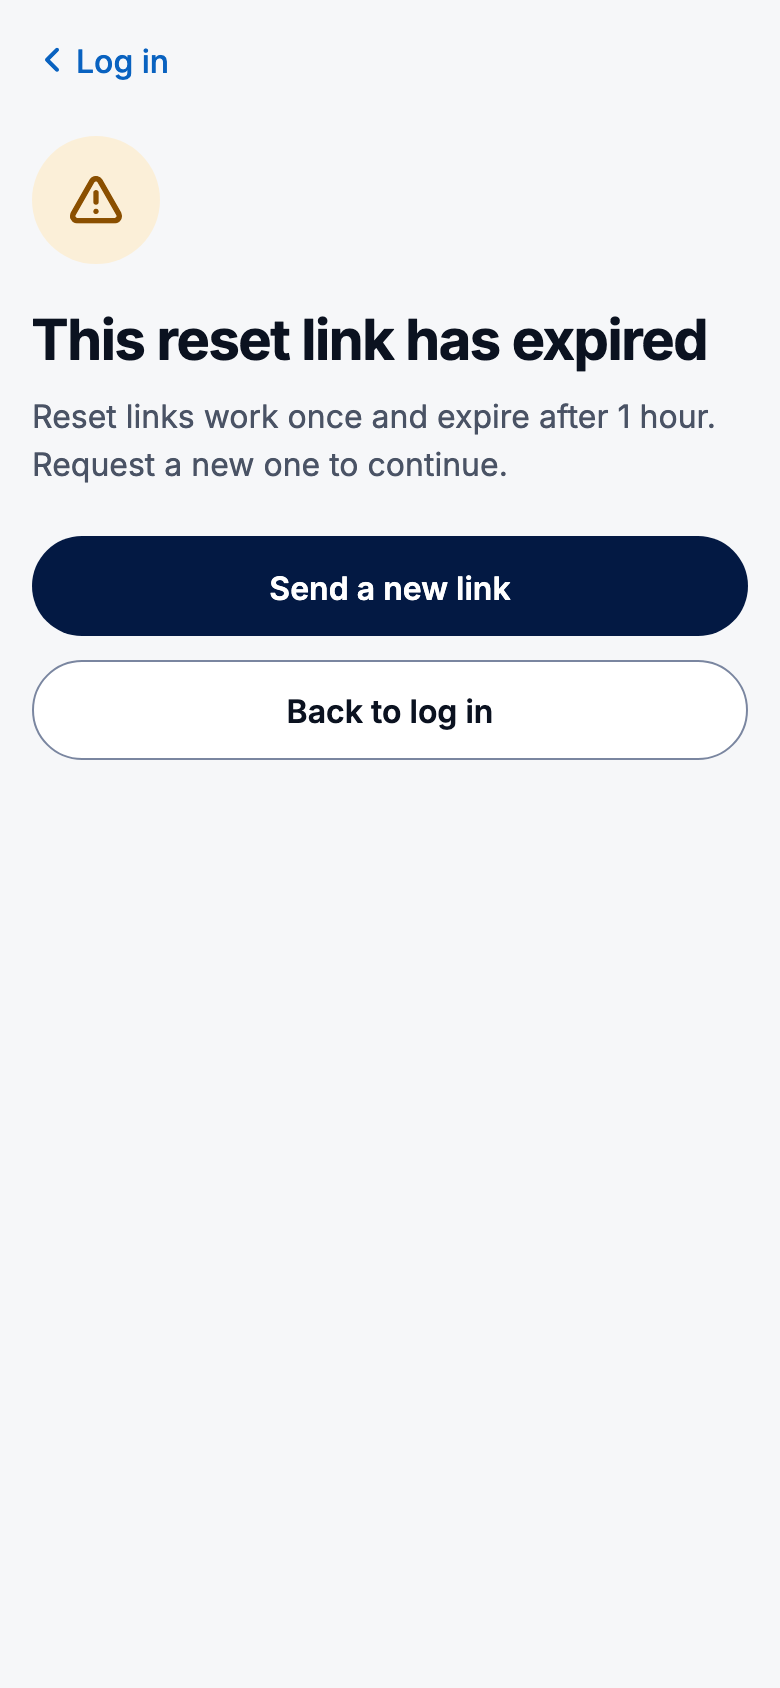 Log in
This reset link has expired
Reset links work once and expire after 1 hour.
Request a new one to continue.
Send a new link
Back to log in